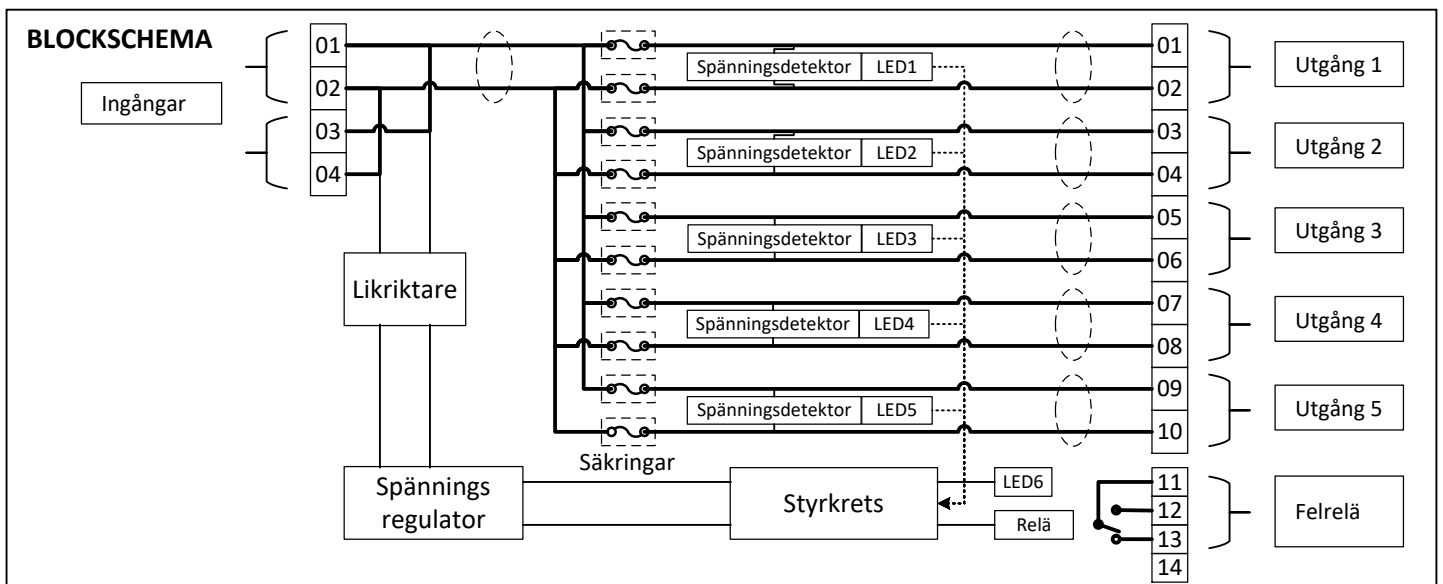 BLOCKSCHEMA
Ingångar
01
02
03
04
Likriktare
Spännings
regulator
Säkringar
Spänningsdetektor LED1
Spänningsdetektor LED2
Spänningsdetektor LED3
Spänningsdetektor LED4
Spänningsdetektor LED5
Styrkrets
LED6
Relä
01
02
03
04
05
06
07
08
09
10
11
12
13
14
Utgång 1
Utgång 2
Utgång 3
Utgång 4
Utgång 5
Felrelä